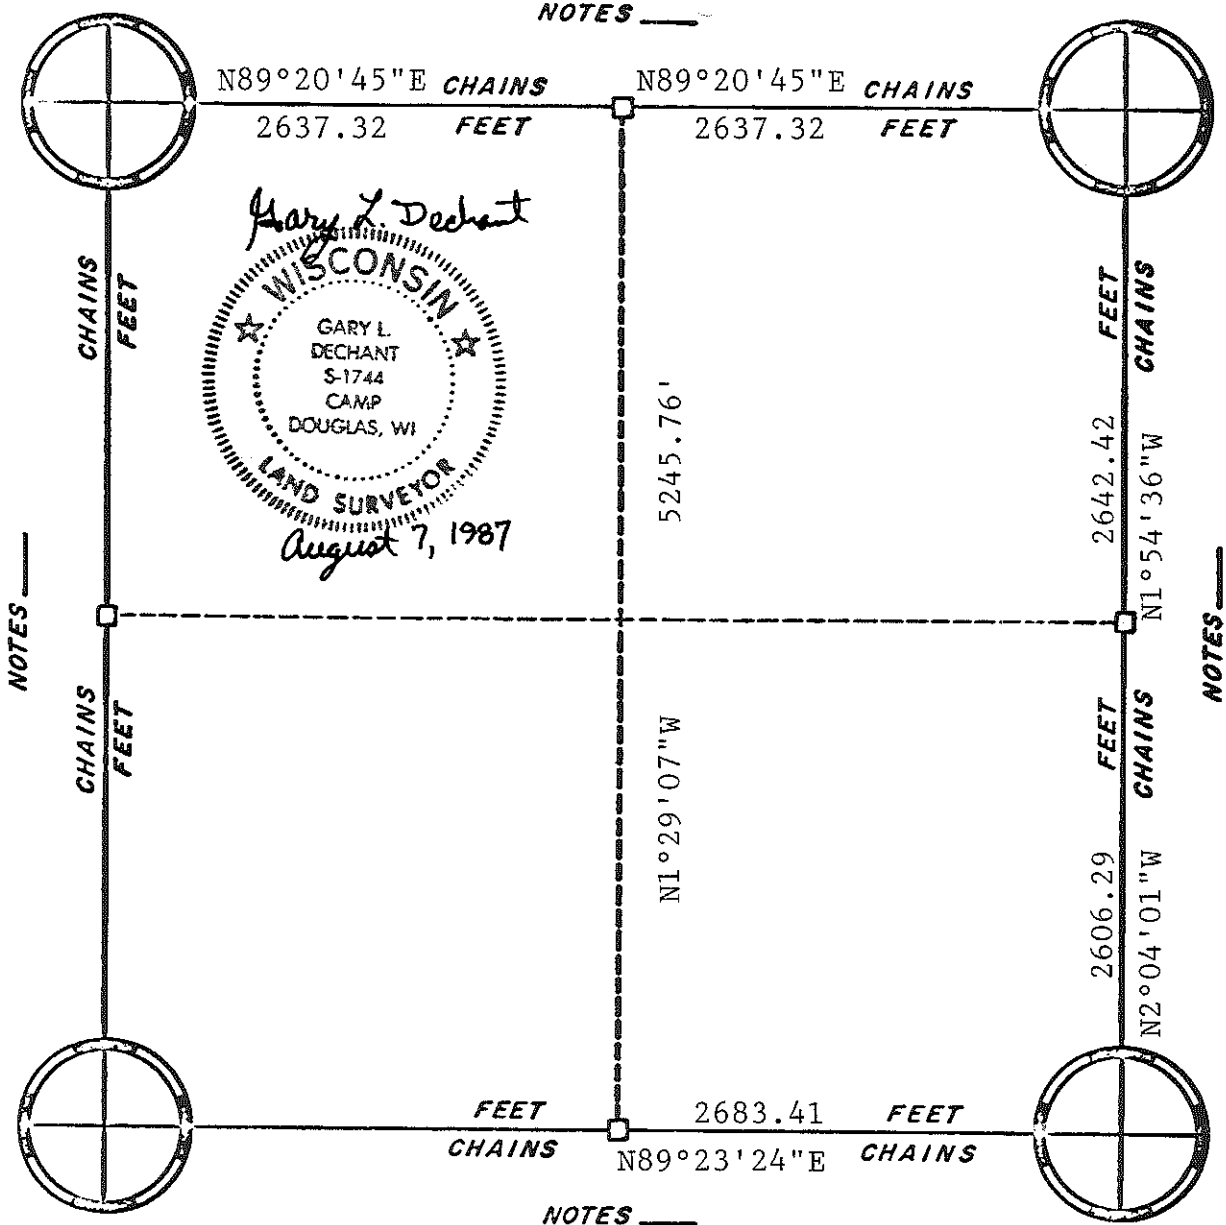 NOTES
N89°20'45"E CHAINS
2637.32 FEET
N89°20'45"E CHAINS
2637.32 FEET
Gary L. Dechant
WISCONSIN
GARY L.
DECHANT
S-1744
CAMP
DOUGLAS, WI
LAND SURVEYOR
August 7, 1987
CHAINS
FEET
5245.76'
N1°29'07"W
FEET
CHAINS
2642.42
N1°54'36"W
NOTES
NOTES
CHAINS
FEET
FEET
CHAINS
2606.29
N2°04'01"W
FEET
CHAINS
2683.41 FEET
N89°23'24"E CHAINS
NOTES